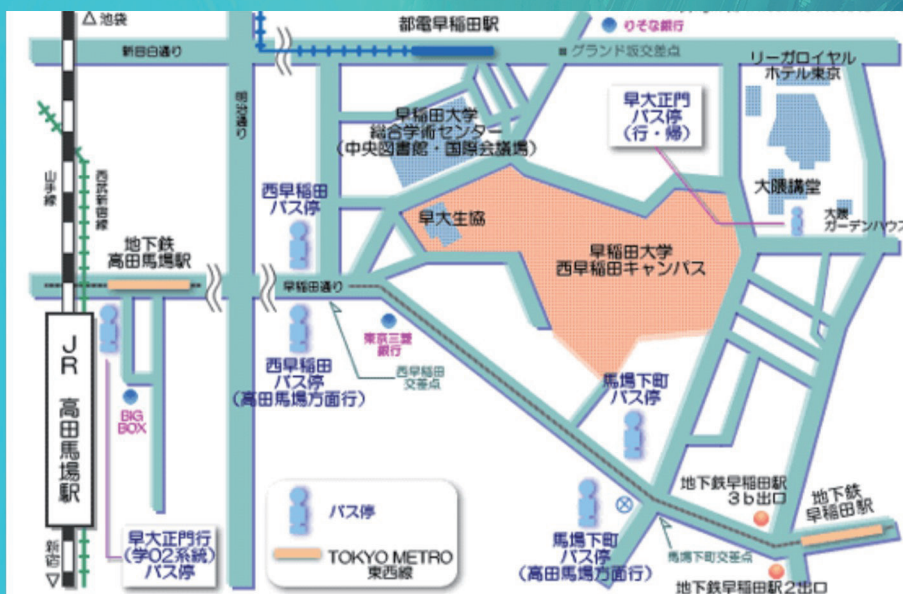 △池袋
都電早稲田駅
りそな銀行
新目白通り
グランド坂交差点
リーガロイヤル
ホテル東京
明治通り
早稲田大学
総合学術センター
(中央図書館・国際会議場)
早大正門
バス停
(行・帰)
山手線
西武新宿線
西早稲田
バス停
早大生協
大隈講堂
大隈
ガーデンハウス
地下鉄
高田馬場駅
早稲田大学
西早稲田キャンパス
早稲田通り
東京三菱
銀行
西早稲田
交差点
西早稲田
バス停
(高田馬場方面行)
馬場下町
バス停
JR 高田馬場駅
BIG
BOX
地下鉄早稲田駅
3b出口
地下鉄
早稲田駅
バス停
TOKYO METRO
東西線
早大正門行
(学02系統)
バス停
馬場下町
バス停
(高田馬場方面行)
馬場下町交差点
新宿▽
地下鉄早稲田駅2出口